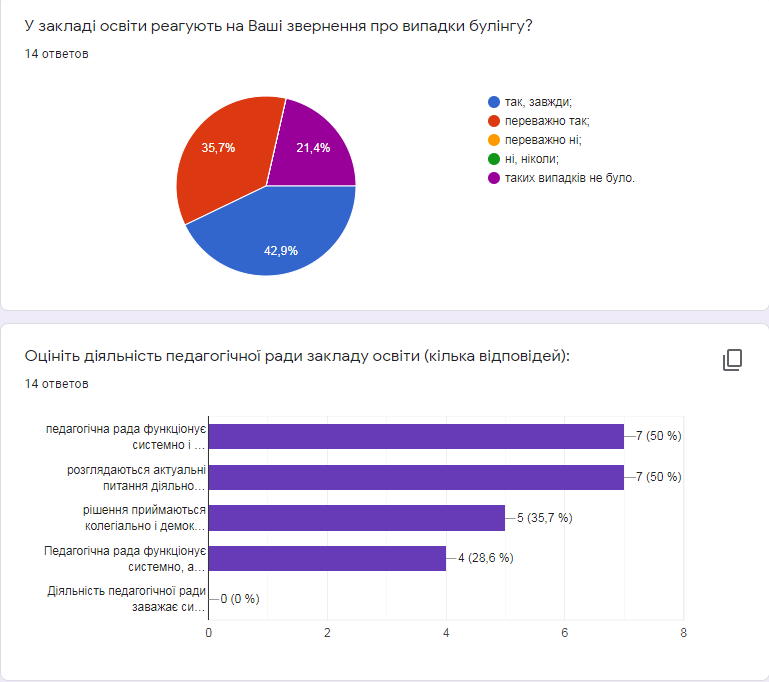 У закладі освіти реагують на Ваші звернення про випадки булінгу?
14 ответов
35,7%
21,4%
42,9%
так, завжди;
переважно так;
переважно ні;
ні, ніколи;
таких випадків не було.
Оцініть діяльність педагогічної ради закладу освіти (кілька відповідей):
14 ответов
педагогічна рада функціонує
системно і ...
7 (50 %)
розглядаються актуальні
питання діяльно...
7 (50 %)
рішення приймаються
колегіально і демок...
5 (35,7 %)
Педагогічна рада функціонує
системно, а...
4 (28,6 %)
Діяльність педагогічної ради
заважає си...
0 (0 %)
0 2 4 6 8